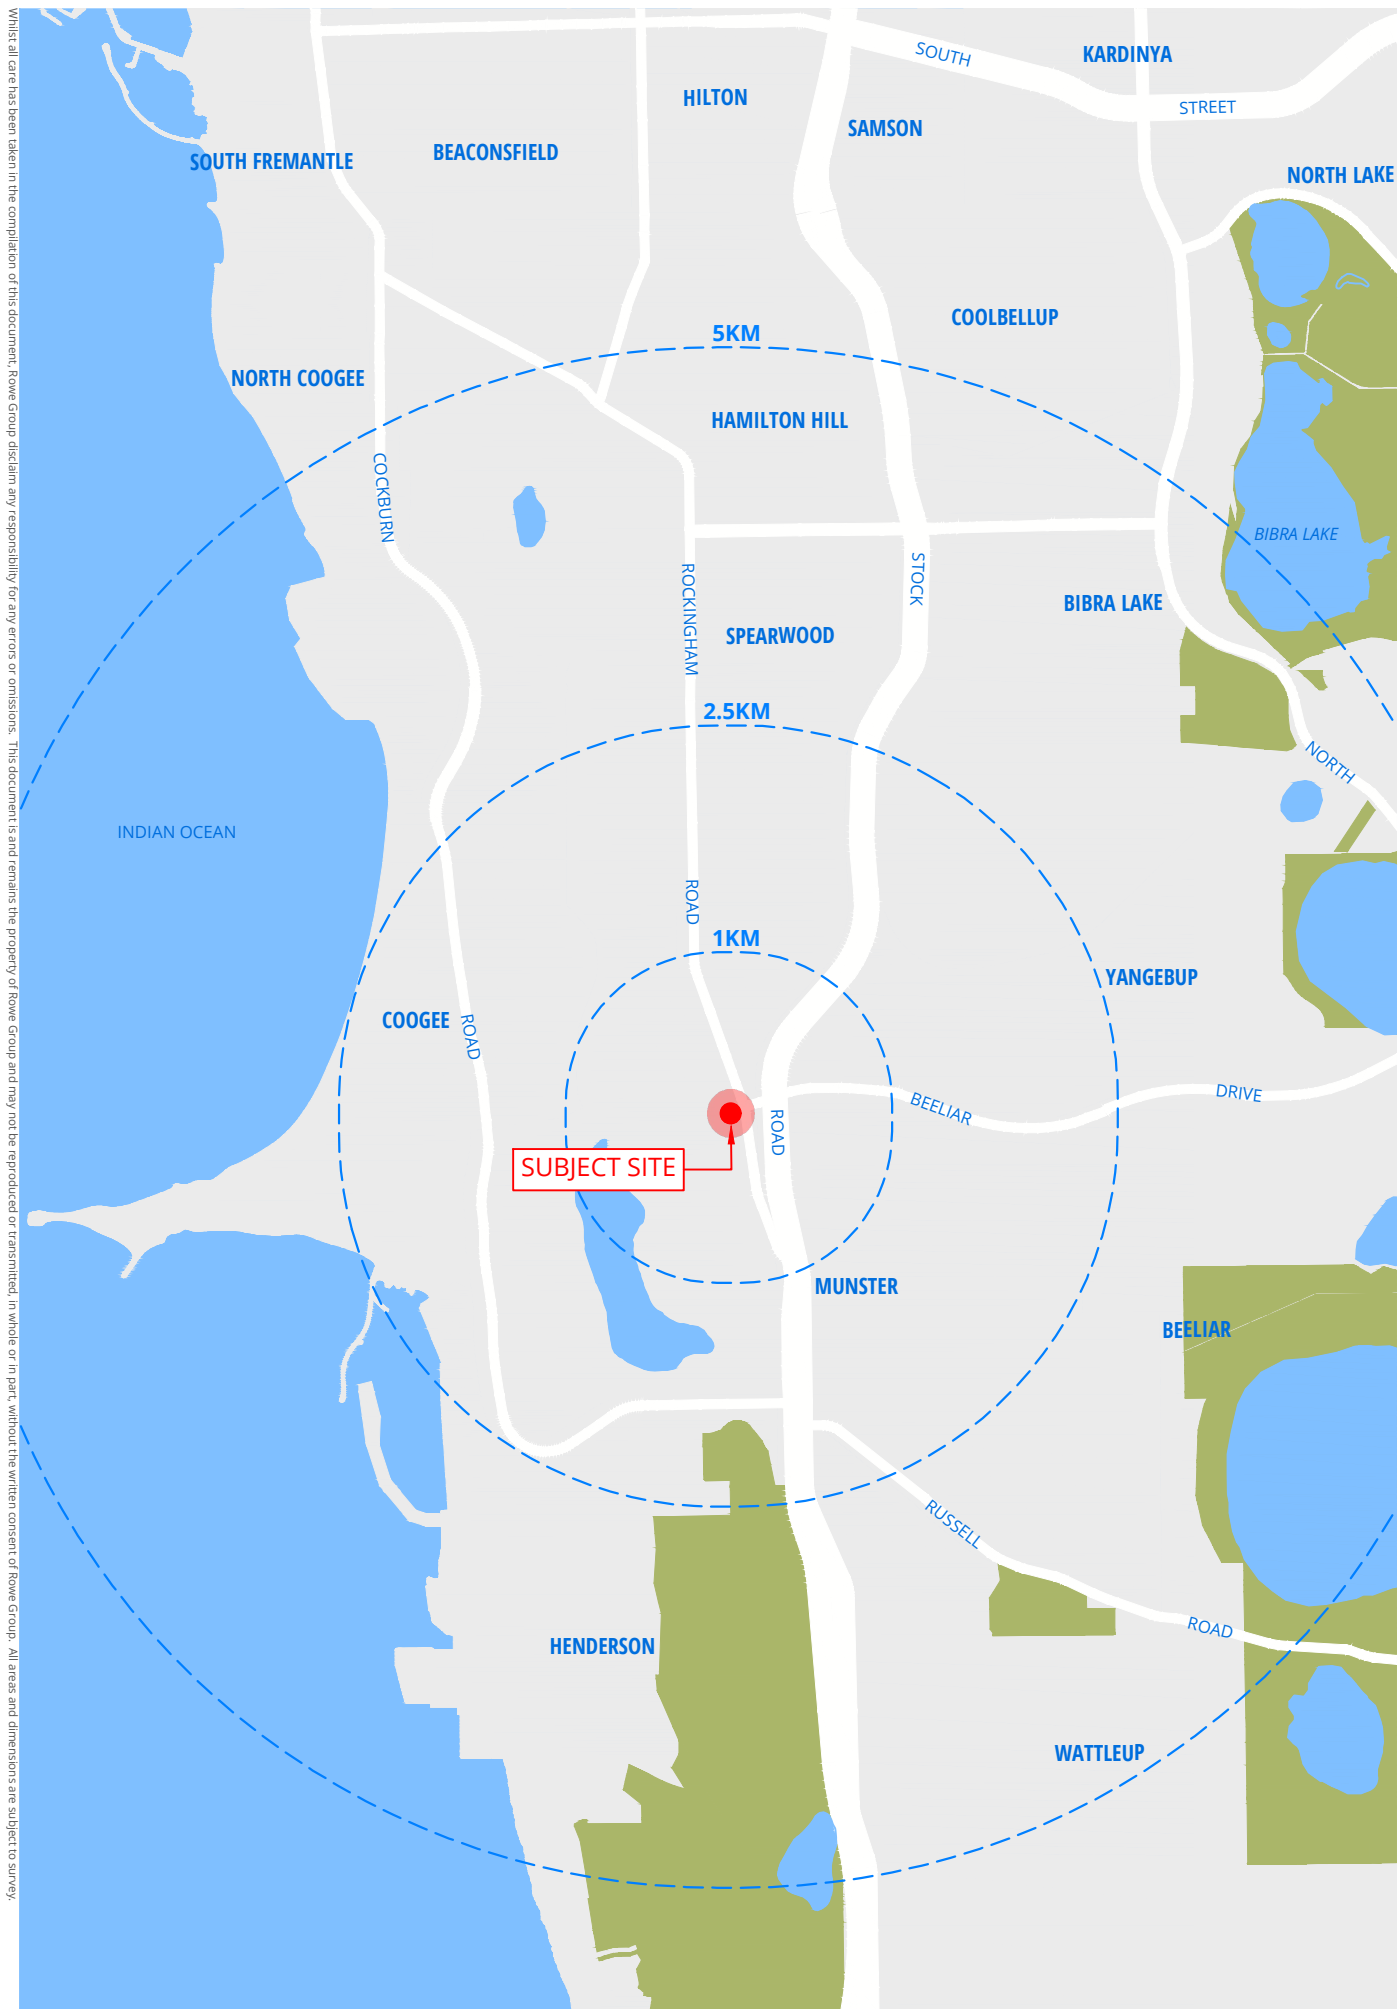 SOUTH
KARDINYA
HILTON
STREET
SAMSON
BEACONSFIELD
SOUTH FREMANTLE
NORTH LAKE
COOLBELLUP
5KM
NORTH COOGEE
HAMILTON HILL
COCKBURN
BIBRA LAKE
STOCK
ROCKINGHAM
BIBRA LAKE
SPEARWOOD
2.5KM
NORTH
INDIAN OCEAN
ROAD
1KM
YANGEBUP
COOGEE
ROAD
DRIVE
BEELIAR
ROAD
SUBJECT SITE
MUNSTER
BEELIAR
RUSSELL
ROAD
HENDERSON
WATTLEUP
Whilst all care has been taken in the compilation of this document, Rowe Group disclaim any responsibility for any errors or omissions. This document is and remains the property of Rowe Group and may not be reproduced or transmitted, in whole or in part, without the written consent of Rowe Group. All areas and dimensions are subject to survey.